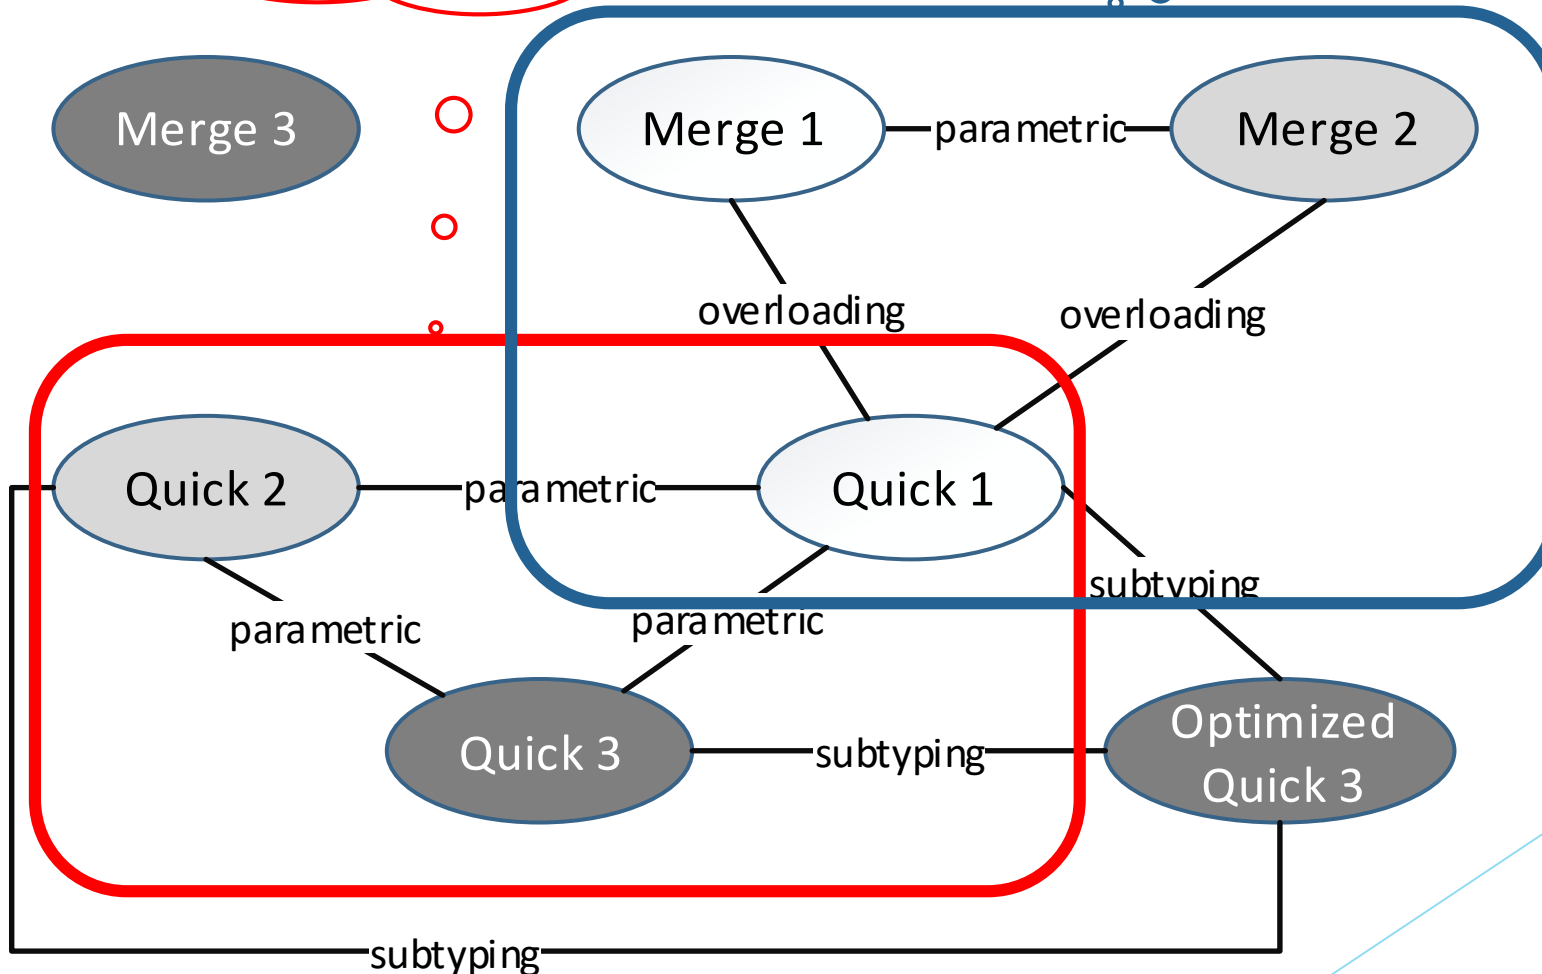 Merge 3
Merge 1
parametric
Merge 2
overloading
overloading
Quick 2
parametric
Quick 1
subtyping
parametric
parametric
Quick 3
subtyping
Optimized
Quick 3
subtyping